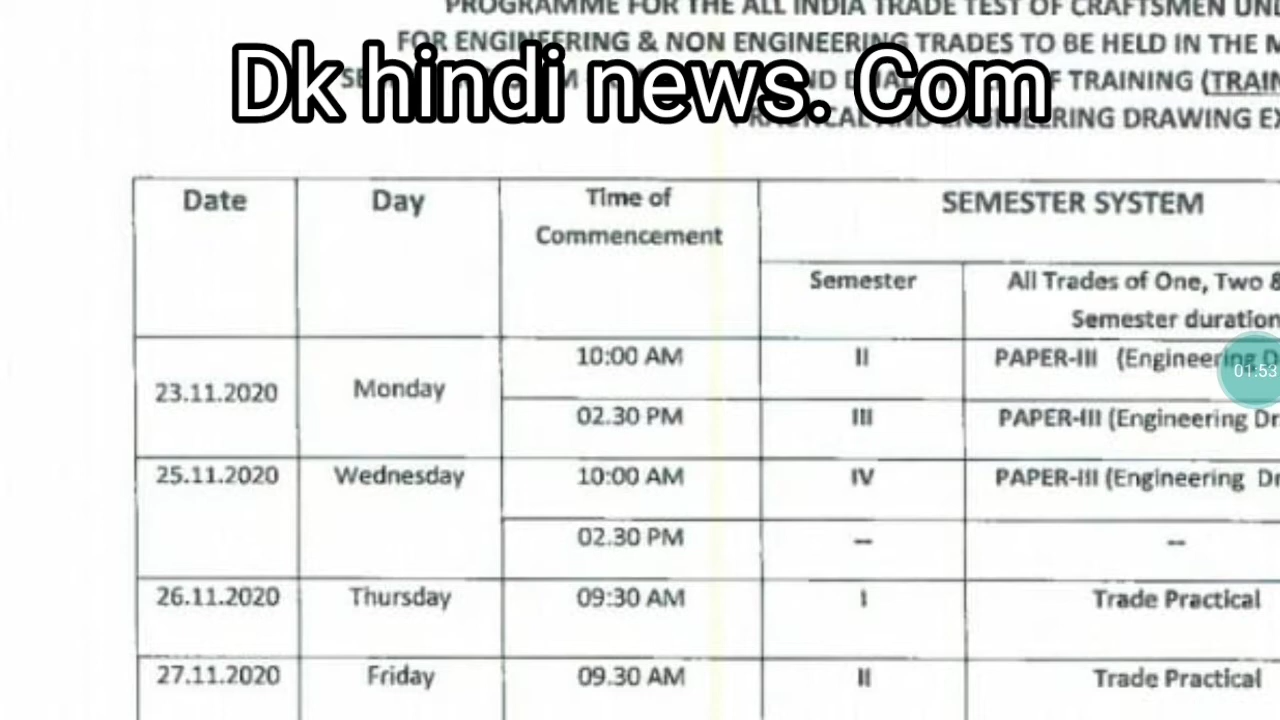 PROGRAMME FOR THE ALL INDIA TRADE TEST OF CRAFTSMEN
FOR ENGINEERING & NON ENGINEERING TRADES TO BE HELD IN THE
Dk hindi news. Com
OF TRAINING
ENGINEERING DRAWING
Date Day Time of Commencement SEMESTER SYSTEM
Semester All Trades of One, Two &
Semester duration
23.11.2020 Monday 10:00 AM II PAPER-III (Engineering
01:53
02.30 PM III PAPER-III (Engineering
25.11.2020 Wednesday 10:00 AM IV PAPER-III (Engineering
02.30 PM -- --
26.11.2020 Thursday 09:30 AM I Trade Practical
27.11.2020 Friday 09.30 AM II Trade Practical